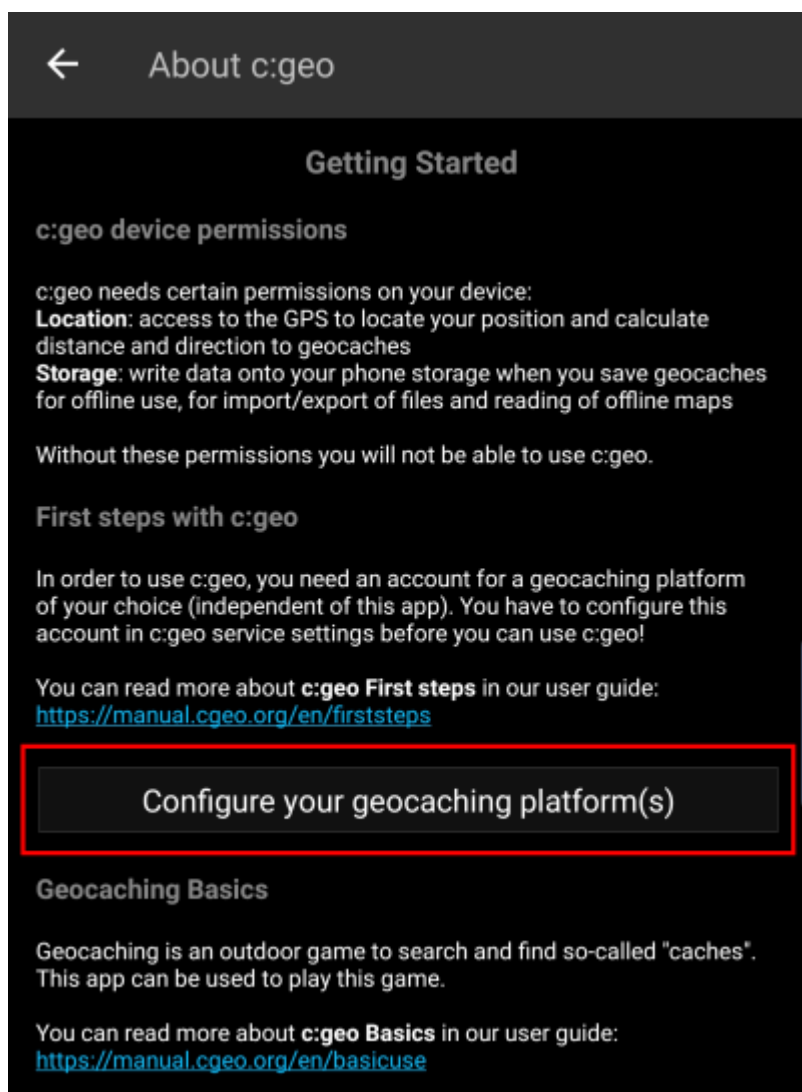 About c:geo
Getting Started
c:geo device permissions
c:geo needs certain permissions on your device:
Location: access to the GPS to locate your position and calculate
distance and direction to geocaches
Storage: write data onto your phone storage when you save geocaches
for offline use, for import/export of files and reading of offline maps
Without these permissions you will not be able to use c:geo.
First steps with c:geo
In order to use c:geo, you need an account for a geocaching platform
of your choice (independent of this app). You have to configure this
account in c:geo service settings before you can use c:geo!
You can read more about c:geo First steps in our user guide:
https://manual.cgeo.org/en/firststeps
Configure your geocaching platform(s)
Geocaching Basics
Geocaching is an outdoor game to search and find so-called "caches".
This app can be used to play this game.
You can read more about c:geo Basics in our user guide:
https://manual.cgeo.org/en/basicuse